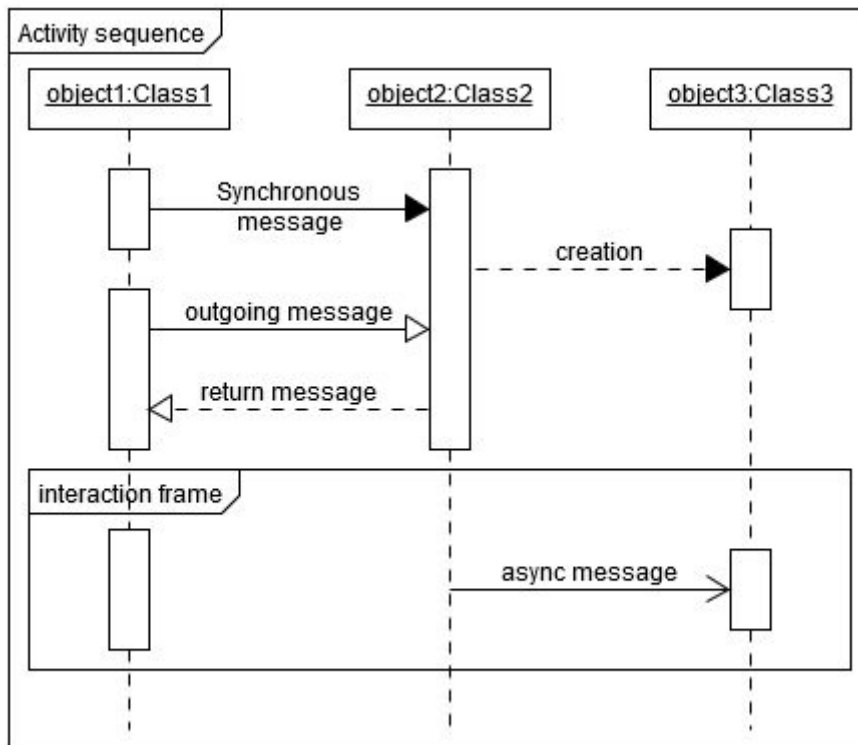 Activity sequence
object1:Class1
object2:Class2
object3:Class3
Synchronous
message
creation
outgoing message
return message
interaction frame
async message